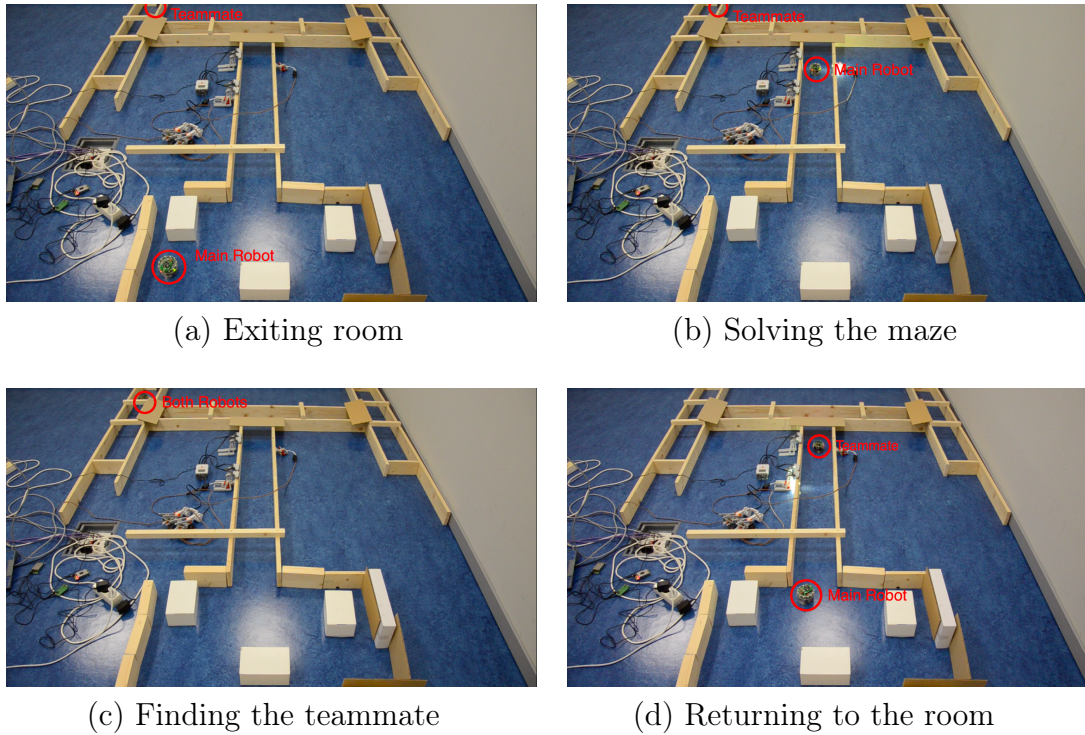 Teammate
Main Robot
(a) Exiting room
Teammate
Main Robot
(b) Solving the maze
Both Robots
(c) Finding the teammate
Teammate
Main Robot
(d) Returning to the room